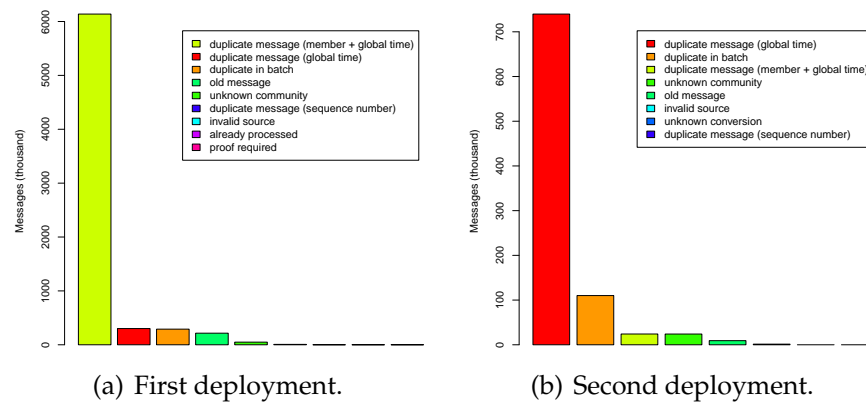 Messages (thousand)
6000
5000
4000
3000
2000
1000
0
duplicate message (member + global time)
duplicate message (global time)
duplicate in batch
old message
unknown community
duplicate message (sequence number)
invalid source
already processed
proof required
(a) First deployment.
Messages (thousand)
700
600
500
400
300
200
100
0
duplicate message (global time)
duplicate in batch
duplicate message (member + global time)
unknown community
old message
invalid source
unknown conversion
duplicate message (sequence number)
(b) Second deployment.